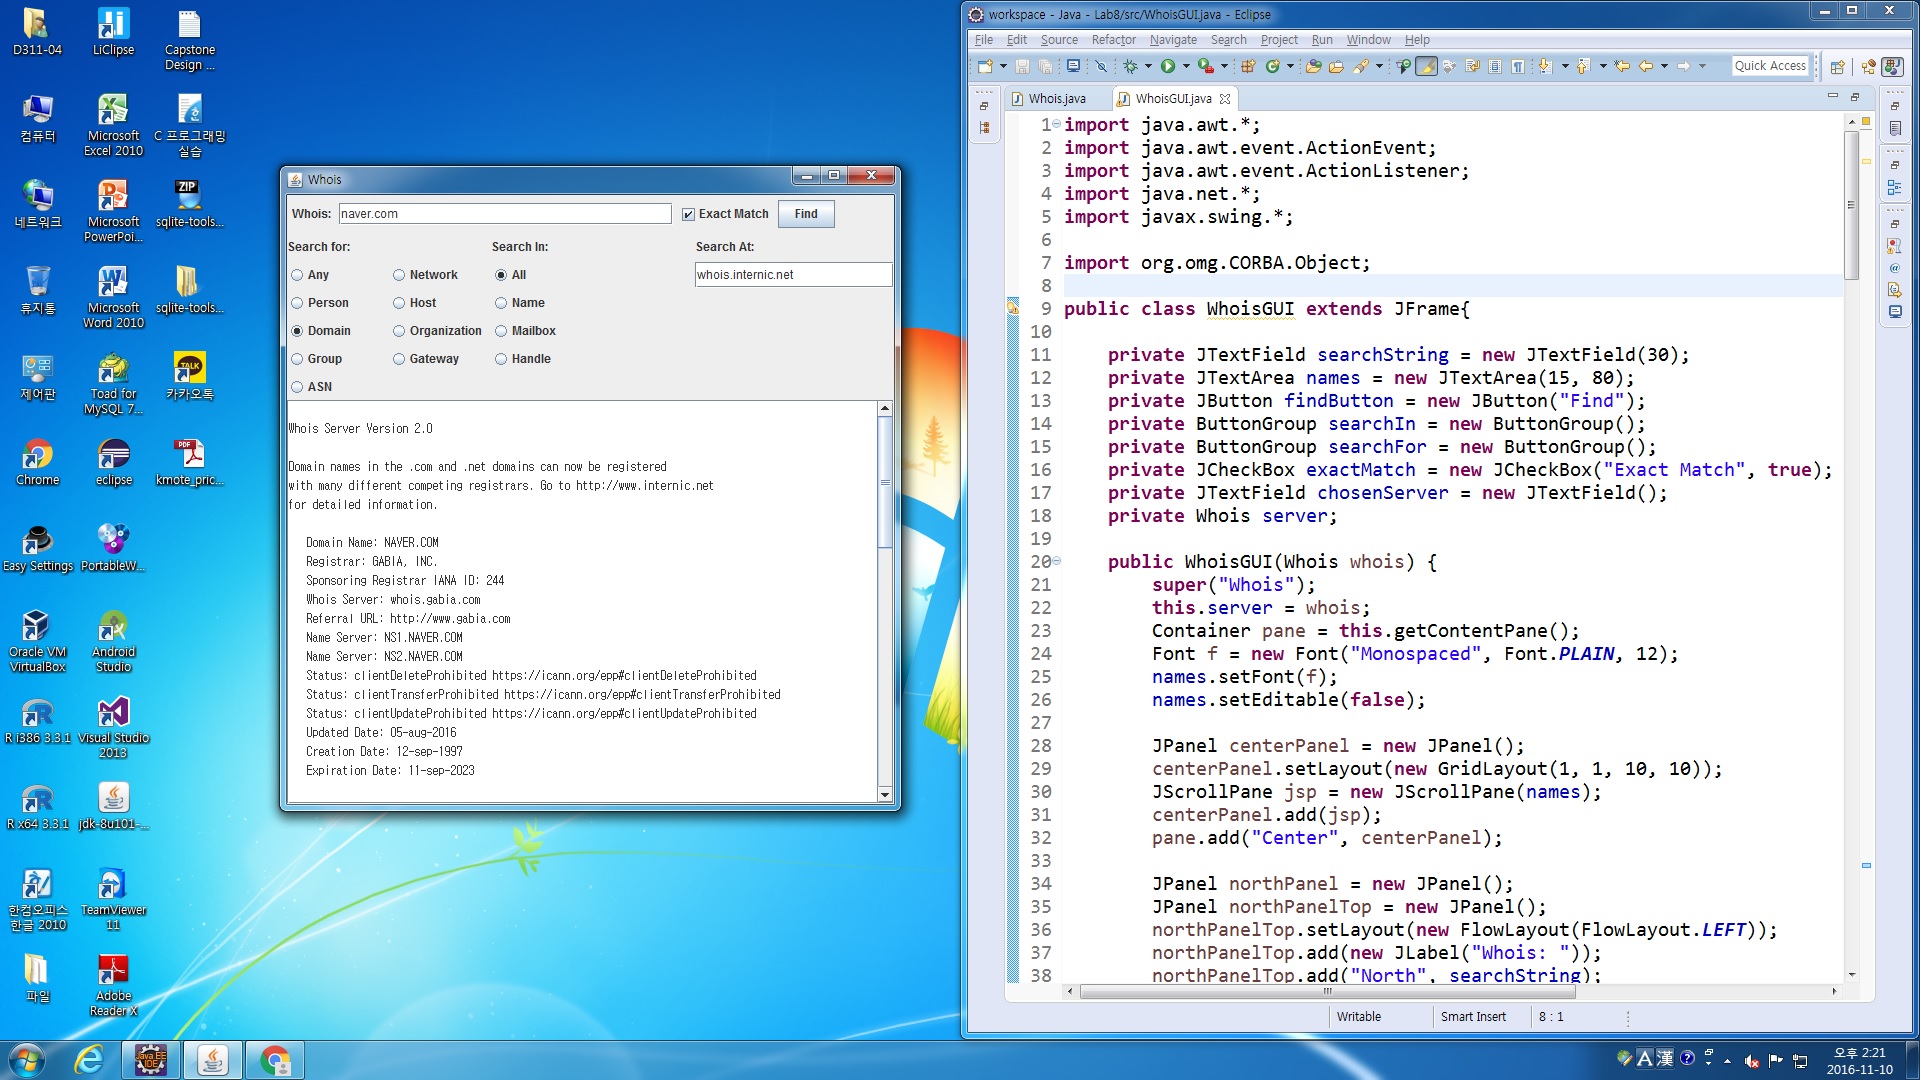 D311-04
LiClipse
Capstone
Design ...
컴퓨터
Microsoft
Excel 2010
C 프로그래밍
실습
네트워크
Microsoft
PowerPoi...
ZIP
sqlite-tools...
휴지통
Microsoft
Word 2010
sqlite-tools...
제어판
Toad for
MySQL 7...
TALK
카카오톡
Chrome
eclipse
PDF
kmote_pric...
Easy Settings
PortableW...
Oracle VM
VirtualBox
Android
Studio
R i386 3.3.1
Visual Studio
2013
R x64 3.3.1
jdk-8u101-...
한컴오피스
한글 2010
TeamViewer
11
파일
Adobe
Reader X
Whois
Whois: naver.com Exact Match Find
Search for: Search In: Search At:
Any Network All whois.internic.net
Person Host Name
Domain Organization Mailbox
Group Gateway Handle
ASN
Whois Server Version 2.0
Domain names in the .com and .net domains can now be registered
with many different competing registrars. Go to http://www.internic.net
for detailed information.
Domain Name: NAVER.COM
Registrar: GABIA, INC.
Sponsoring Registrar IANA ID: 244
Whois Server: whois.gabia.com
Referral URL: http://www.gabia.com
Name Server: NS1.NAVER.COM
Name Server: NS2.NAVER.COM
Status: clientDeleteProhibited https://icann.org/epp#clientDeleteProhibited
Status: clientTransferProhibited https://icann.org/epp#clientTransferProhibited
Status: clientUpdateProhibited https://icann.org/epp#clientUpdateProhibited
Updated Date: 05-aug-2016
Creation Date: 12-sep-1997
Expiration Date: 11-sep-2023
workspace - Java - Lab8/src/WhoisGUI.java - Eclipse
File Edit Source Refactor Navigate Search Project Run Window Help
Quick Access
Whois.java WhoisGUI.java
1 import java.awt.*;
2 import java.awt.event.ActionEvent;
3 import java.awt.event.ActionListener;
4 import java.net.*;
5 import javax.swing.*;
6
7 import org.omg.CORBA.Object;
8
9 public class WhoisGUI extends JFrame{
10
11 private JTextField searchString = new JTextField(30);
12 private JTextArea names = new JTextArea(15, 80);
13 private JButton findButton = new JButton("Find");
14 private ButtonGroup searchIn = new ButtonGroup();
15 private ButtonGroup searchFor = new ButtonGroup();
16 private JCheckBox exactMatch = new JCheckBox("Exact Match", true);
17 private JTextField chosenServer = new JTextField();
18 private Whois server;
19
20 public WhoisGUI(Whois whois) {
21 super("Whois");
22 this.server = whois;
23 Container pane = this.getContentPane();
24 Font f = new Font("Monospaced", Font.PLAIN, 12);
25 names.setFont(f);
26 names.setEditable(false);
27
28 JPanel centerPanel = new JPanel();
29 centerPanel.setLayout(new GridLayout(1, 1, 10, 10));
30 JScrollPane jsp = new JScrollPane(names);
31 centerPanel.add(jsp);
32 pane.add("Center", centerPanel);
33
34 JPanel northPanel = new JPanel();
35 JPanel northPanelTop = new JPanel();
36 northPanelTop.setLayout(new FlowLayout(FlowLayout.LEFT));
37 northPanelTop.add(new JLabel("Whois: "));
38 northPanelTop.add("North", searchString);
Writable Smart Insert 8 : 1
Java EE
IDE
A 漢
오후 2:21
2016-11-10